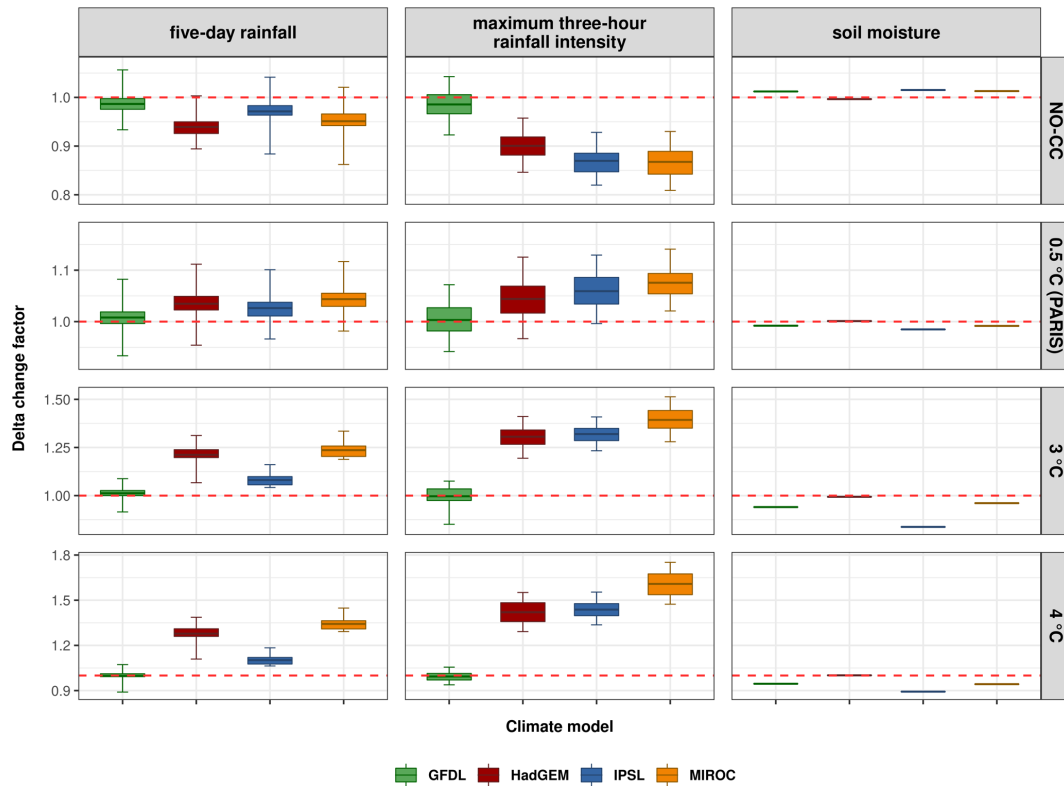 five-day rainfall
maximum three-hour
rainfall intensity
soil moisture
Delta change factor
1.0
0.9
0.8
NO-CC
1.1
1.0
0.5 °C (PARIS)
1.50
1.25
1.00
3 °C
1.8
1.5
1.2
0.9
4 °C
Climate model
GFDL HadGEM IPSL MIROC